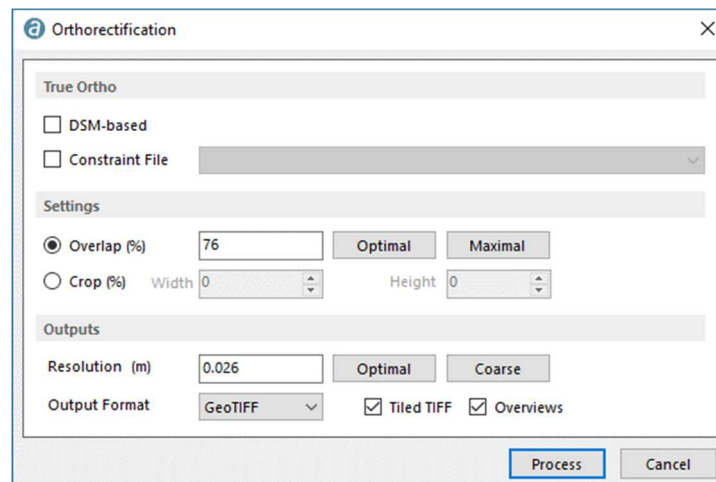 Orthorectification
True Ortho
DSM-based
Constraint File
Settings
Overlap (%) 76 Optimal Maximal
Crop (%) Width 0 Height 0
Outputs
Resolution (m) 0.026 Optimal Coarse
Output Format GeoTIFF Tiled TIFF Overviews
Process Cancel